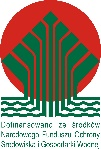 Dofinansowano ze środków
Narodowego Funduszu Ochrony
Środowiska i Gospodarki Wodnej